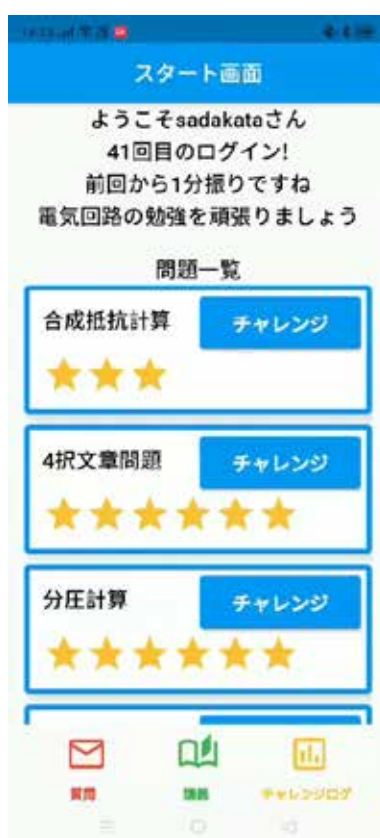 スタート画面
ようこそsadakataさん
41回目のログイン!
前回から1分振りですね
電気回路の勉強を頑張りましょう
問題一覧
合成抵抗計算
チャレンジ
4択文章問題
チャレンジ
分圧計算
チャレンジ
質問
講義
チャレンジログ